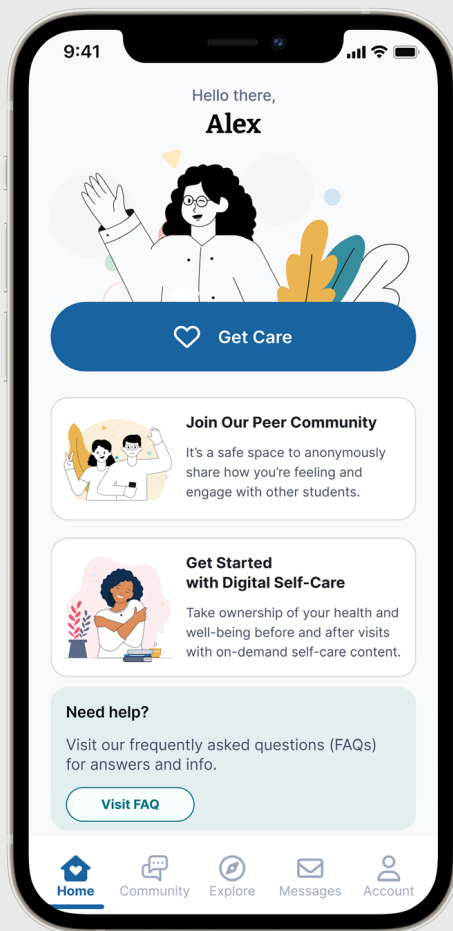 9:41
Hello there,
Alex
Get Care
Join Our Peer Community
It's a safe space to anonymously
share how you're feeling and
engage with other students.
Get Started
with Digital Self-Care
Take ownership of your health and
well-being before and after visits
with on-demand self-care content.
Need help?
Visit our frequently asked questions (FAQs)
for answers and info.
Visit FAQ
Home Community Explore Messages Account